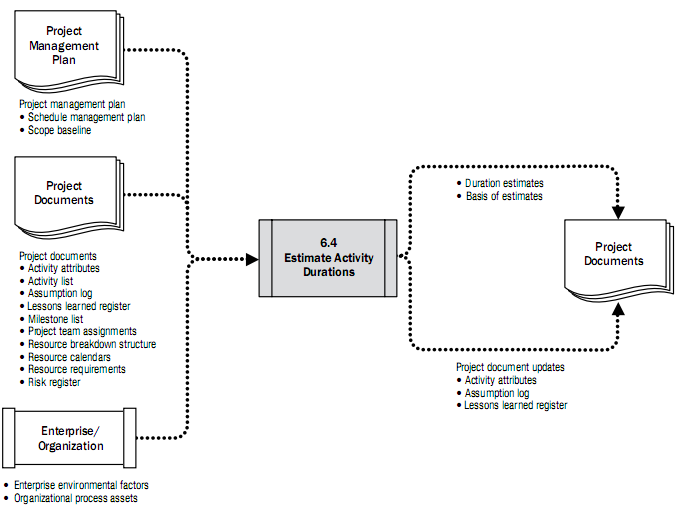 Project
Management
Plan
Project management plan
• Schedule management plan
• Scope baseline
Project
Documents
Project documents
• Activity attributes
• Activity list
• Assumption log
• Lessons learned register
• Milestone list
• Project team assignments
• Resource breakdown structure
• Resource calendars
• Resource requirements
• Risk register
Enterprise/
Organization
• Enterprise environmental factors
• Organizational process assets
6.4
Estimate Activity
Durations
• Duration estimates
• Basis of estimates
Project
Documents
Project document updates
• Activity attributes
• Assumption log
• Lessons learned register